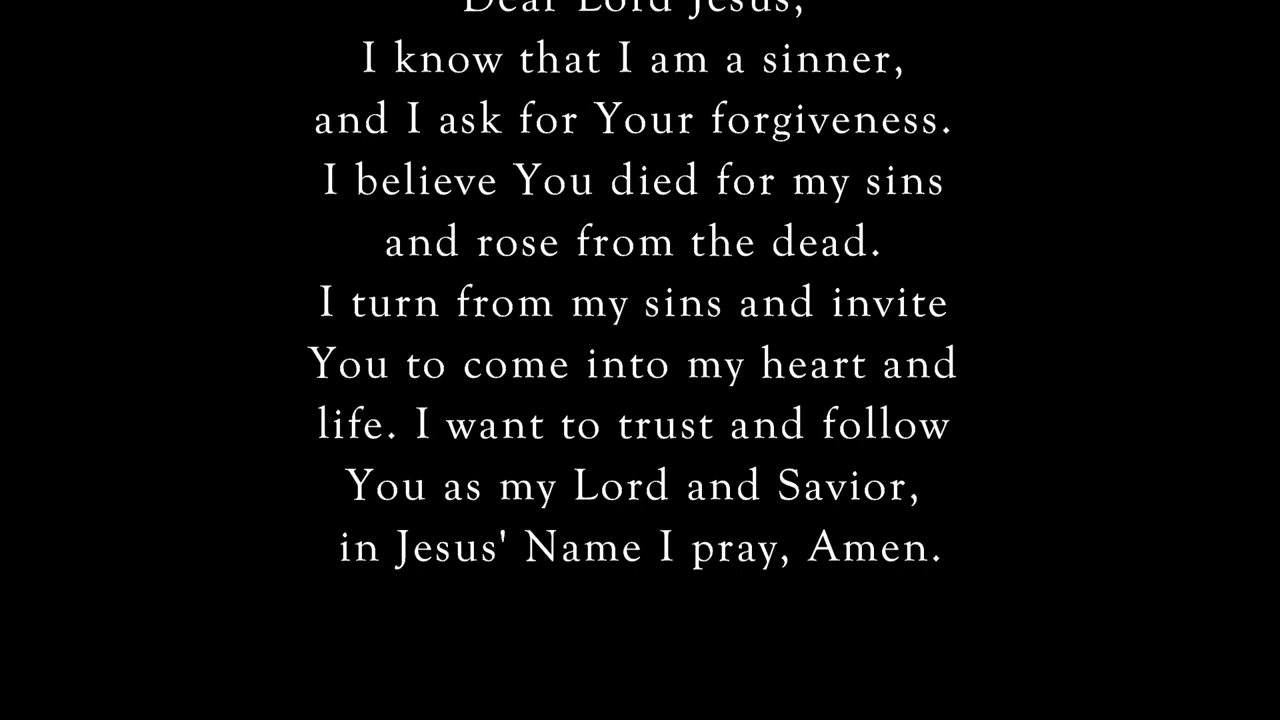 Dear Lord Jesus,
I know that I am a sinner,
and I ask for Your forgiveness.
I believe You died for my sins
and rose from the dead.
I turn from my sins and invite
You to come into my heart and
life. I want to trust and follow
You as my Lord and Savior,
in Jesus' Name I pray, Amen.